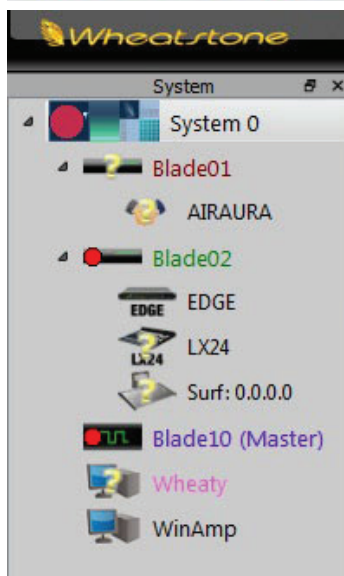 Wheatstone
System
System 0
? Blade01
? AIRAURA
Blade02
EDGE EDGE
? LX24 LX24
? Surf: 0.0.0.0
Blade10 (Master)
? Wheaty
WinAmp